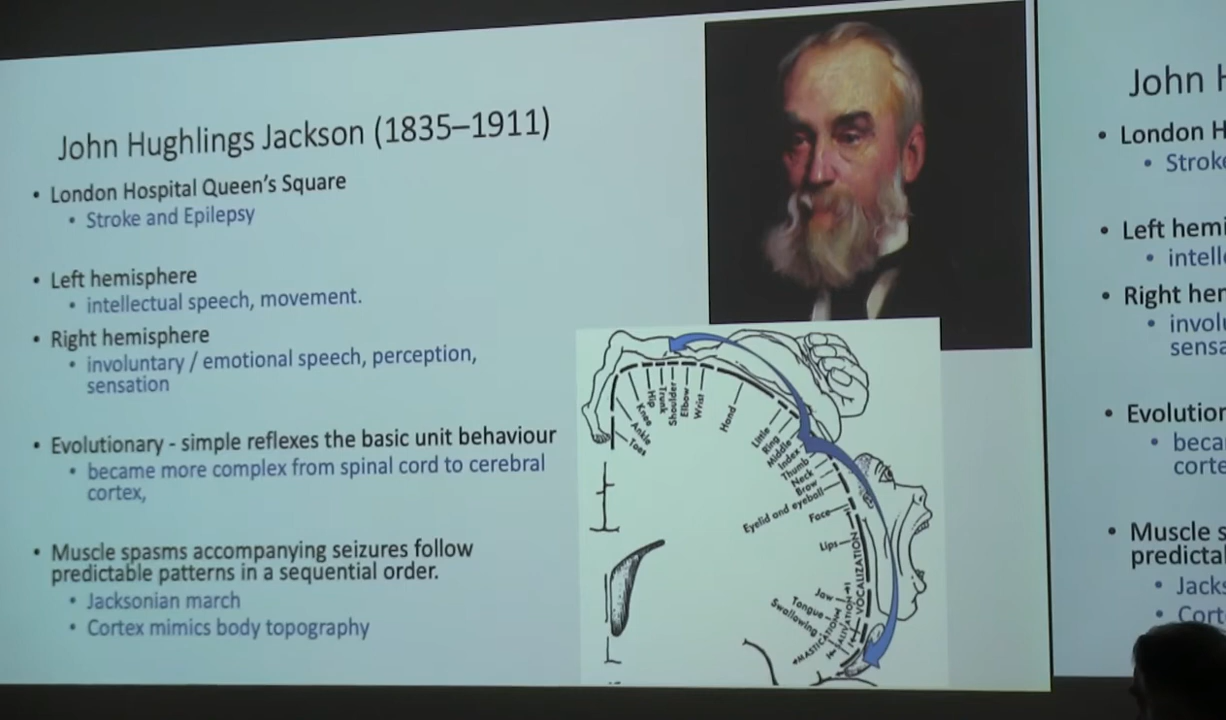 John Hughlings Jackson (1835–1911)
• London Hospital Queen's Square
• Stroke and Epilepsy
• Left hemisphere
• intellectual speech, movement.
• Right hemisphere
• involuntary / emotional speech, perception,
sensation
• Evolutionary - simple reflexes the basic unit behaviour
• became more complex from spinal cord to cerebral
cortex,
• Muscle spasms accompanying seizures follow
predictable patterns in a sequential order.
• Jacksonian march
• Cortex mimics body topography
Toes
Ankle
Knee
Hip
Trunk
Shoulder
Elbow
Wrist
Hand
Little
Ring
Middle
Index
Thumb
Neck
Brow
Eyelid and eyeball
Face
Lips
VOCALIZATION
Jaw
Tongue
Swallowing
MASTICATION
John H
• London H
• Stroke
• Left hemi
• intelle
• Right hem
• involu
sensa
• Evolution
• becar
corte
• Muscle s
predictal
• Jacks
• Cort